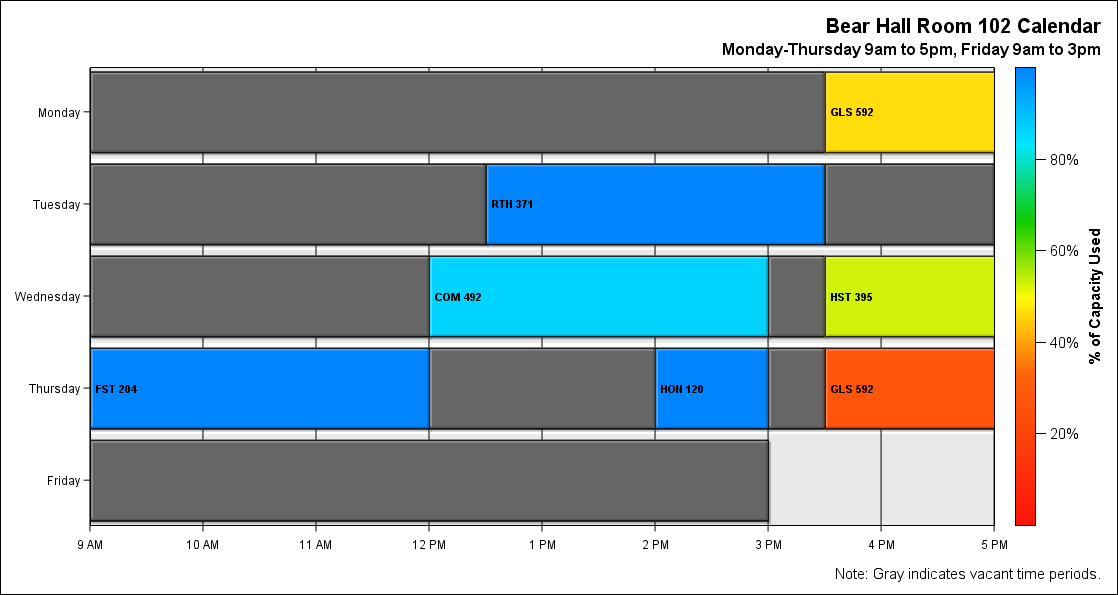 Bear Hall Room 102 Calendar
Monday-Thursday 9am to 5pm, Friday 9am to 3pm
Monday
GLS 592
Tuesday
RTH 371
Wednesday
COM 492
HST 395
Thursday
FST 204
HON 120
GLS 592
Friday
9 AM
10 AM
11 AM
12 PM
1 PM
2 PM
3 PM
4 PM
5 PM
80%
60%
40%
20%
% of Capacity Used
Note: Gray indicates vacant time periods.